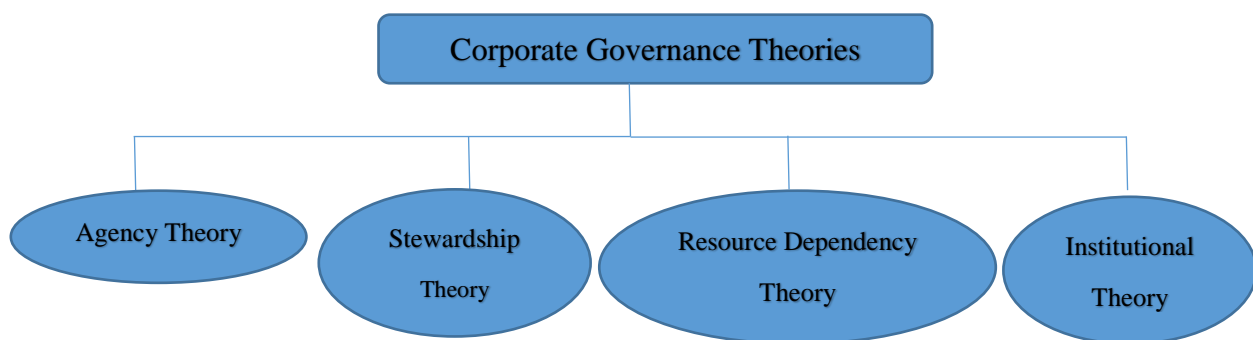 Corporate Governance Theories
Agency Theory
Stewardship
Theory
Resource Dependency
Theory
Institutional
Theory